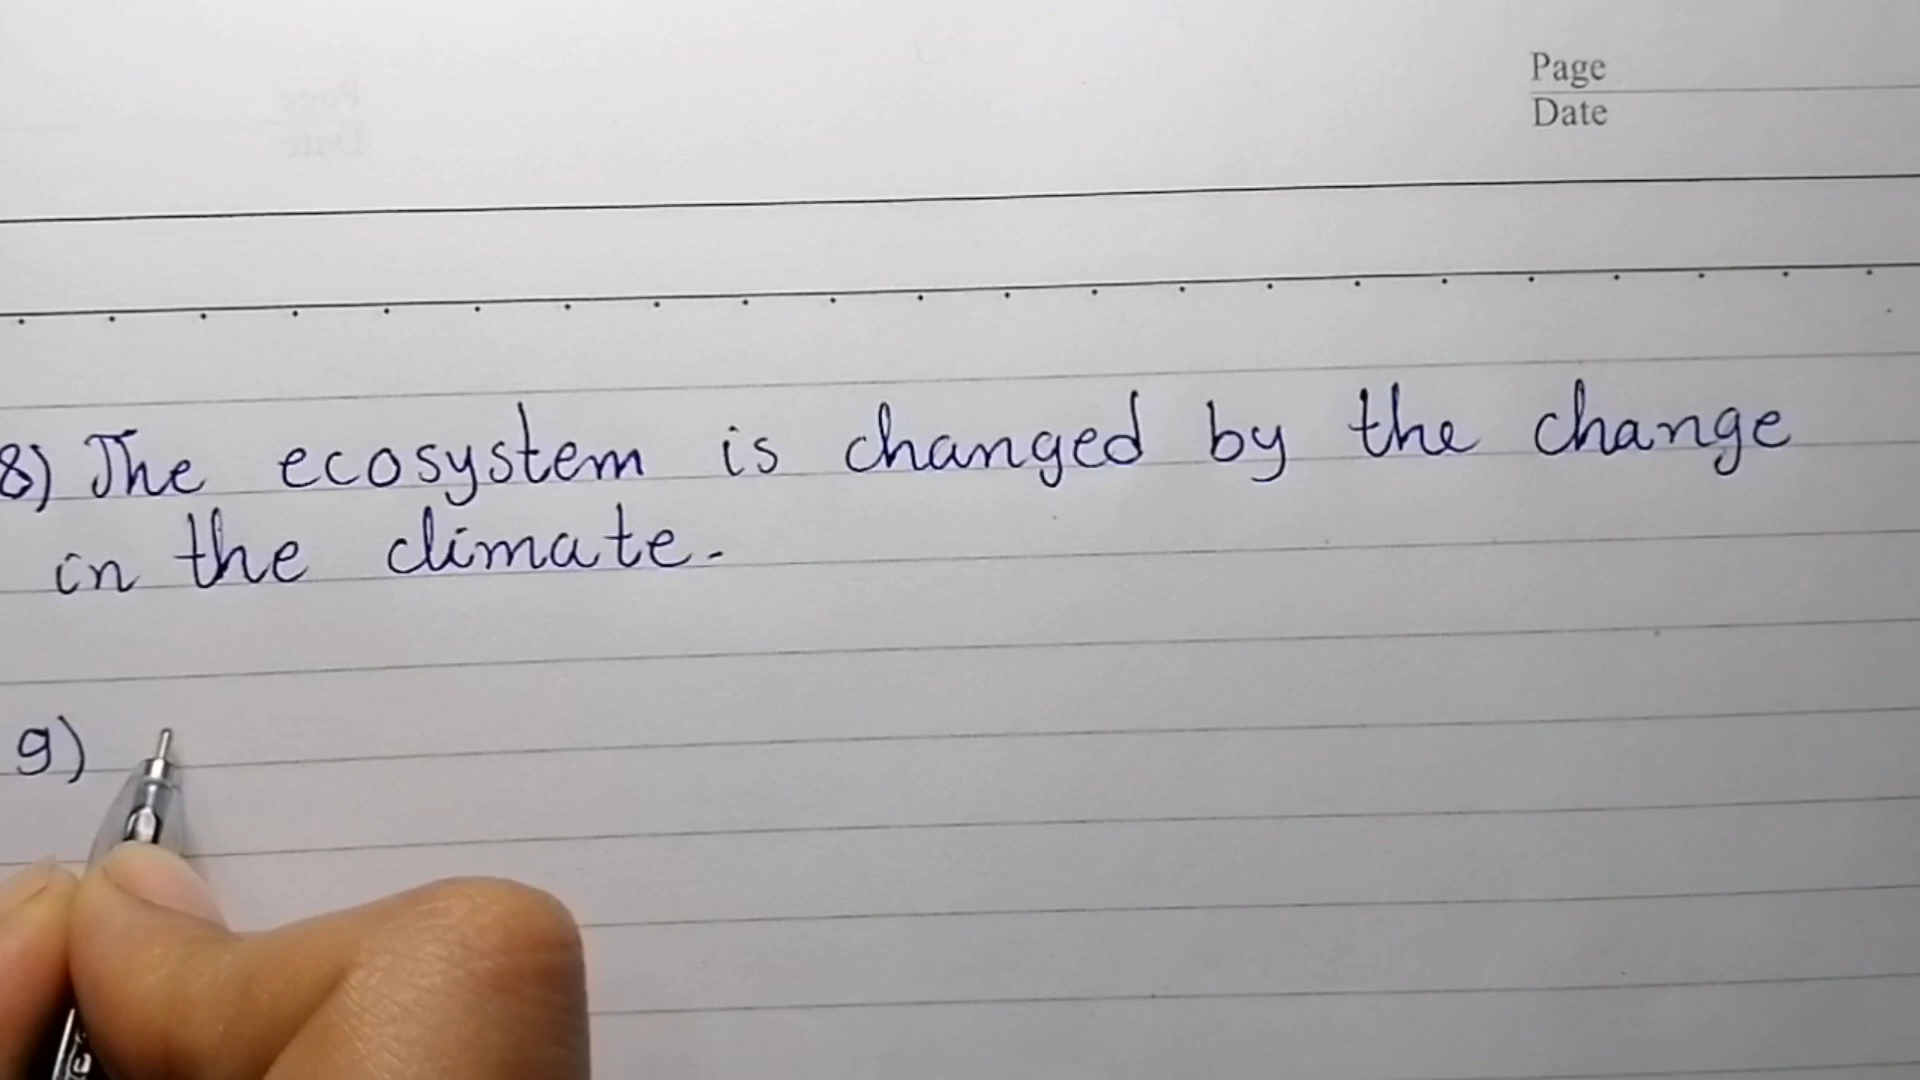 Page
Date
8) The ecosystem is changed by the change
in the climate.
9)